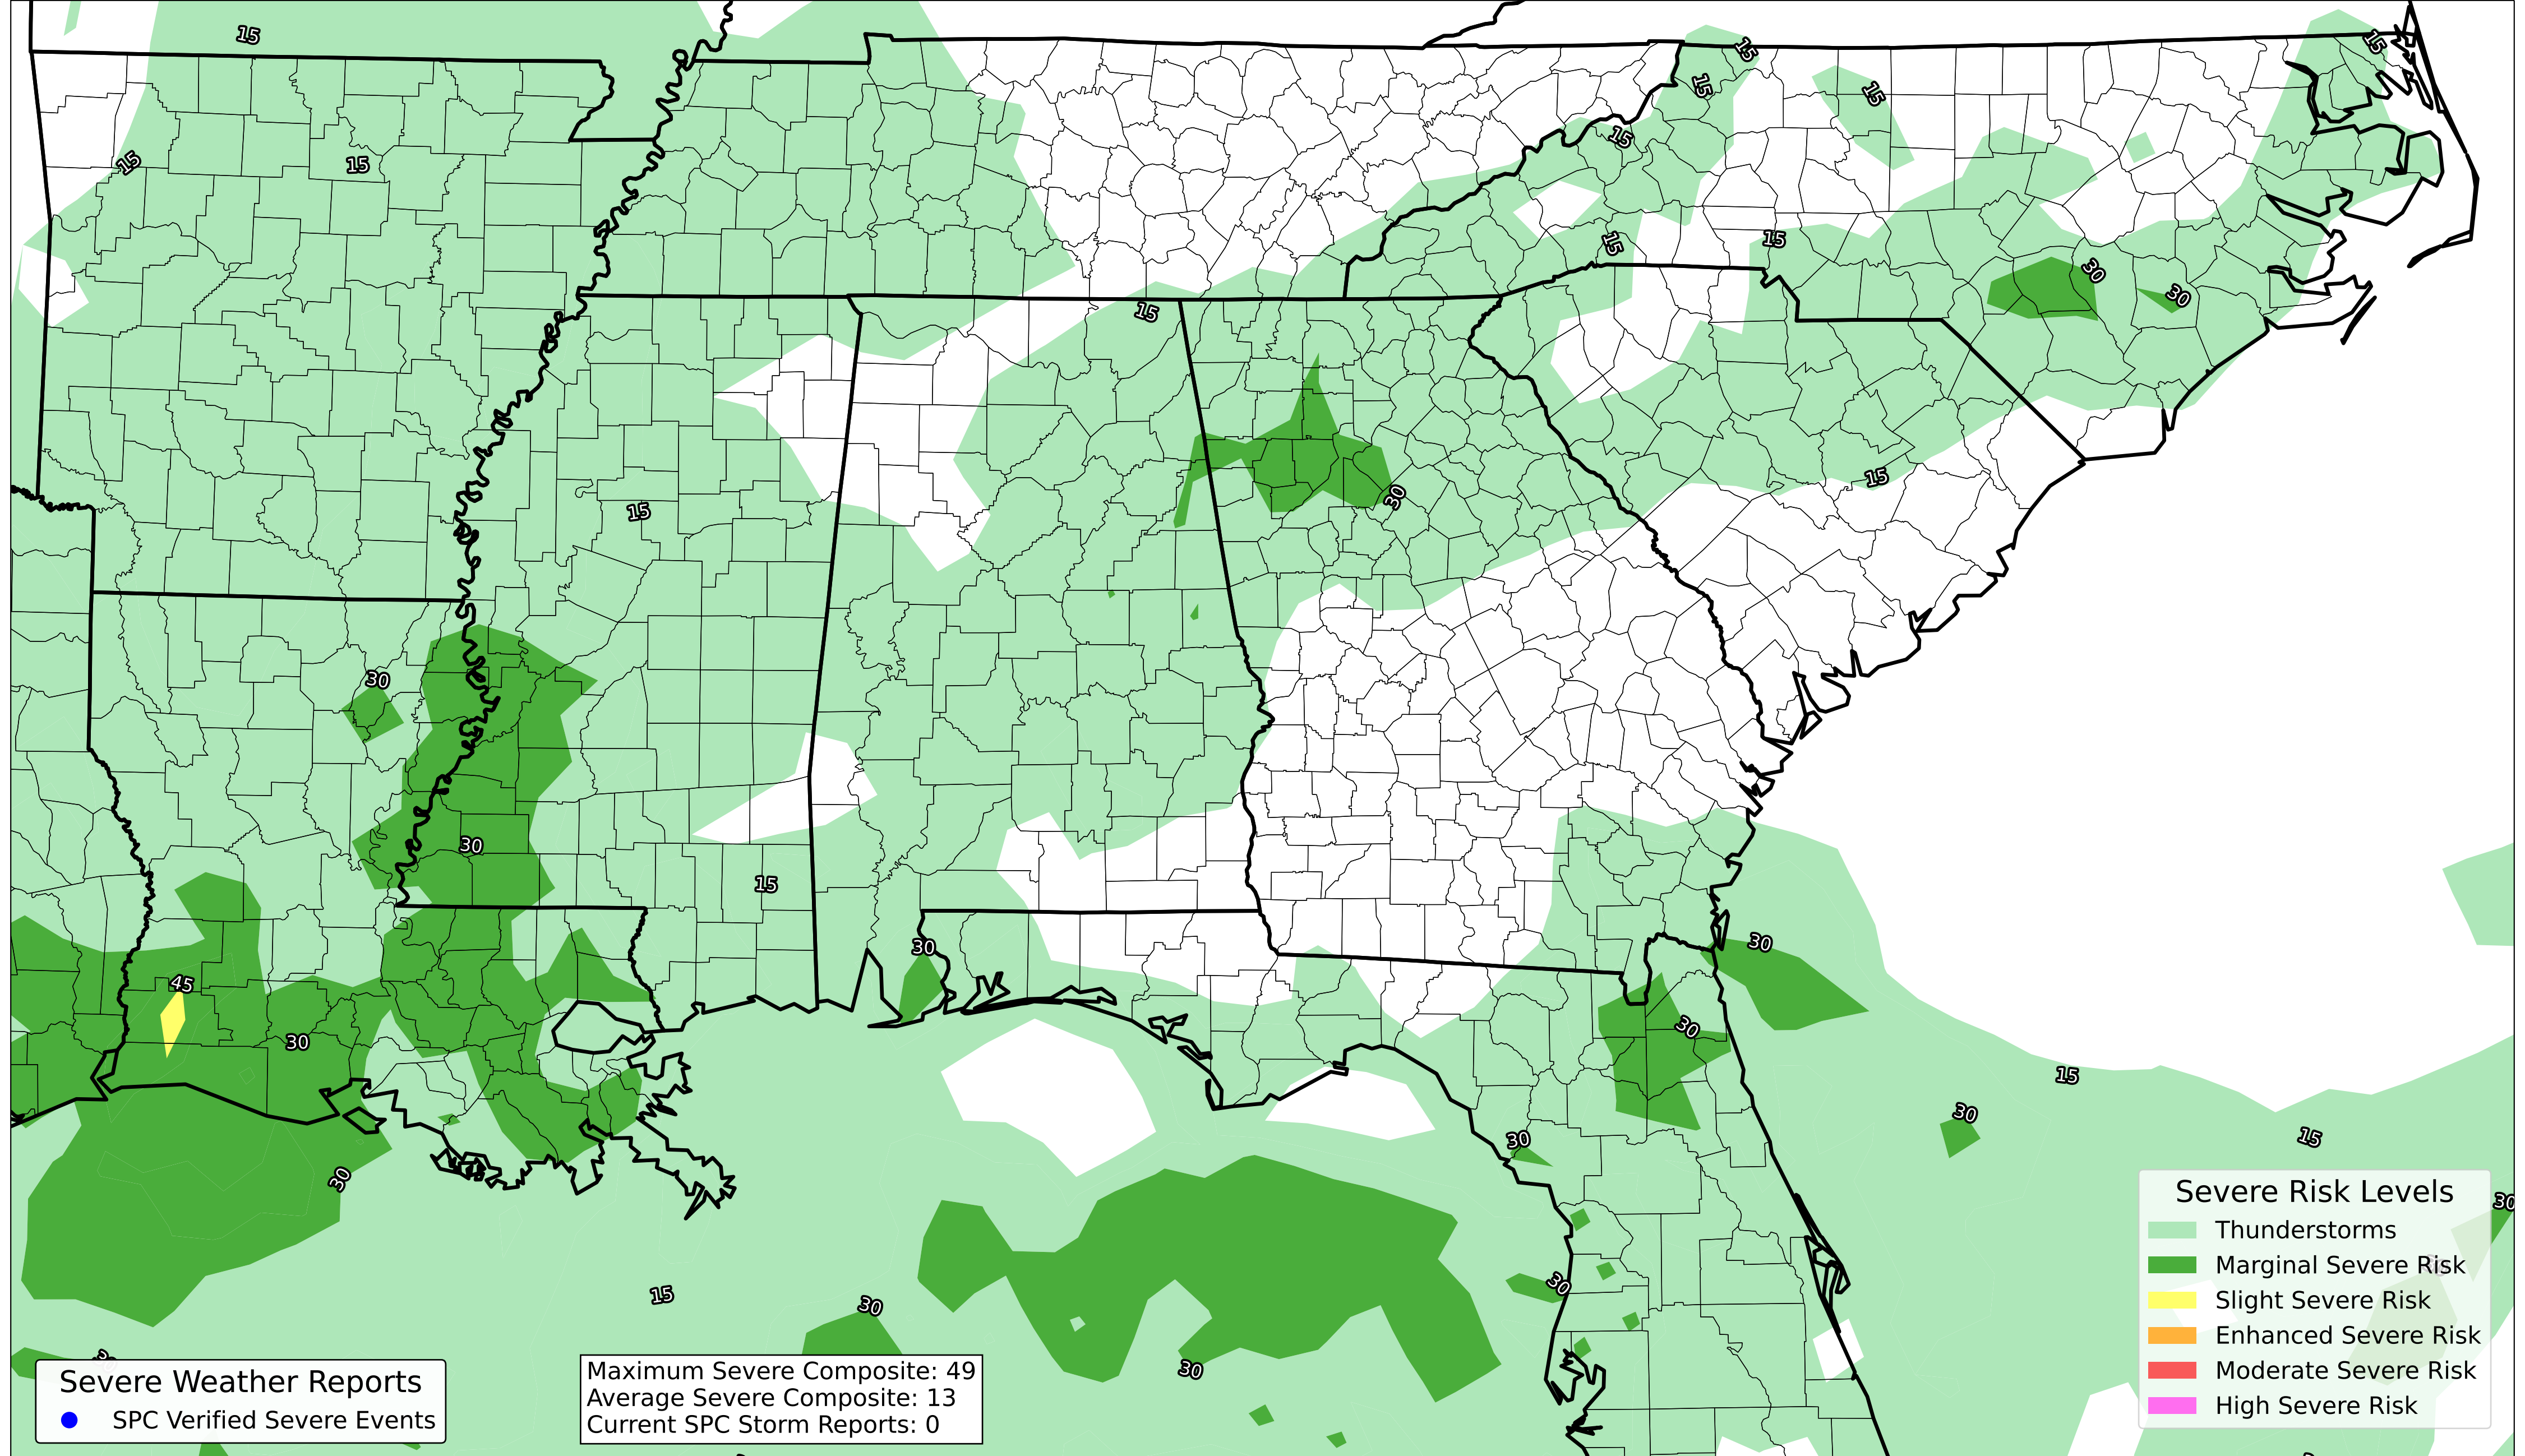 15
15
15
15
15
15
15
15
15
15
30
30
15
30
15
15
30
30
15
30
30
45
30
30
15
30
15
30
30
30
15
30
30
30
30
Severe Risk Levels
Thunderstorms
Marginal Severe Risk
Slight Severe Risk
Enhanced Severe Risk
Moderate Severe Risk
High Severe Risk
Severe Weather Reports
SPC Verified Severe Events
Maximum Severe Composite: 49
Average Severe Composite: 13
Current SPC Storm Reports: 0